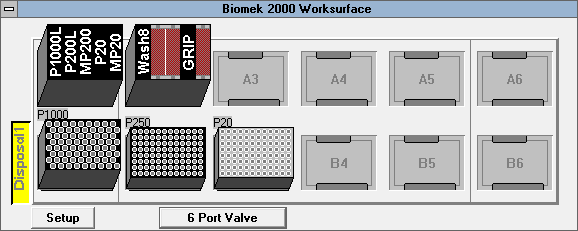 Biomek 2000 Worksurface
P1000L
P200L
MP200
P20
MP20
Wash8
GRIP
A3
A4
A5
A6
Disposal1
P1000
P250
P20
B4
B5
B6
Setup
6 Port Valve